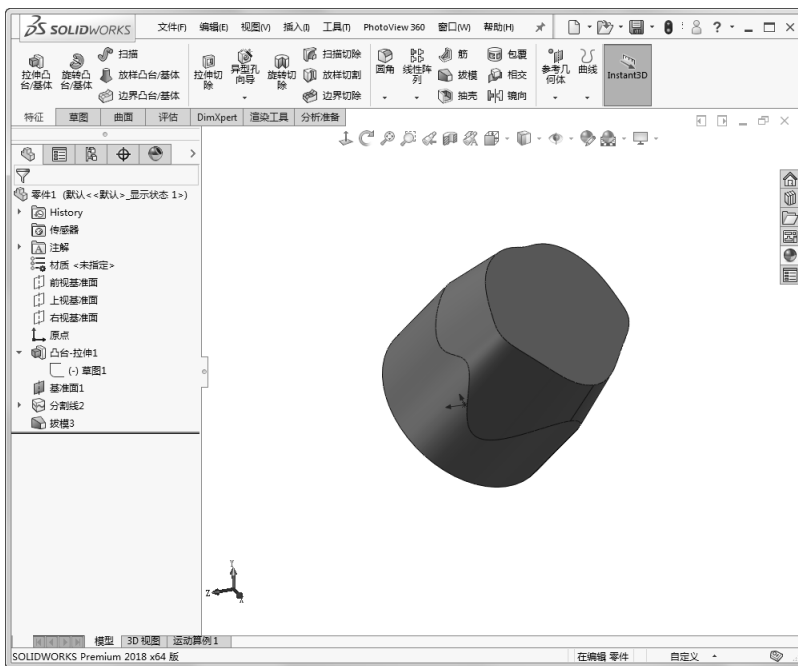 SOLIDWORKS 文件(F) 编辑(E) 视图(V) 插入(I) 工具(T) PhotoView 360 窗口(W) 帮助(H)
拉伸凸台/基体
旋转凸台/基体
扫描
放样凸台/基体
边界凸台/基体
拉伸切除
异型孔向导
旋转切除
扫描切除
放样切割
边界切除
圆角
线性阵列
筋
拔模
抽壳
包覆
相交
镜向
参考几何体
曲线
Instant3D
特征 草图 曲面 评估 DimXpert 渲染工具 分析准备
零件1 (默认<<默认>_显示状态 1>)
History
传感器
注解
材质 <未指定>
前视基准面
上视基准面
右视基准面
原点
凸台-拉伸1
(-) 草图1
基准面1
分割线2
拔模3
Y
Z
X
模型 3D 视图 运动算例 1
SOLIDWORKS Premium 2018 x64 版 在编辑 零件 自定义